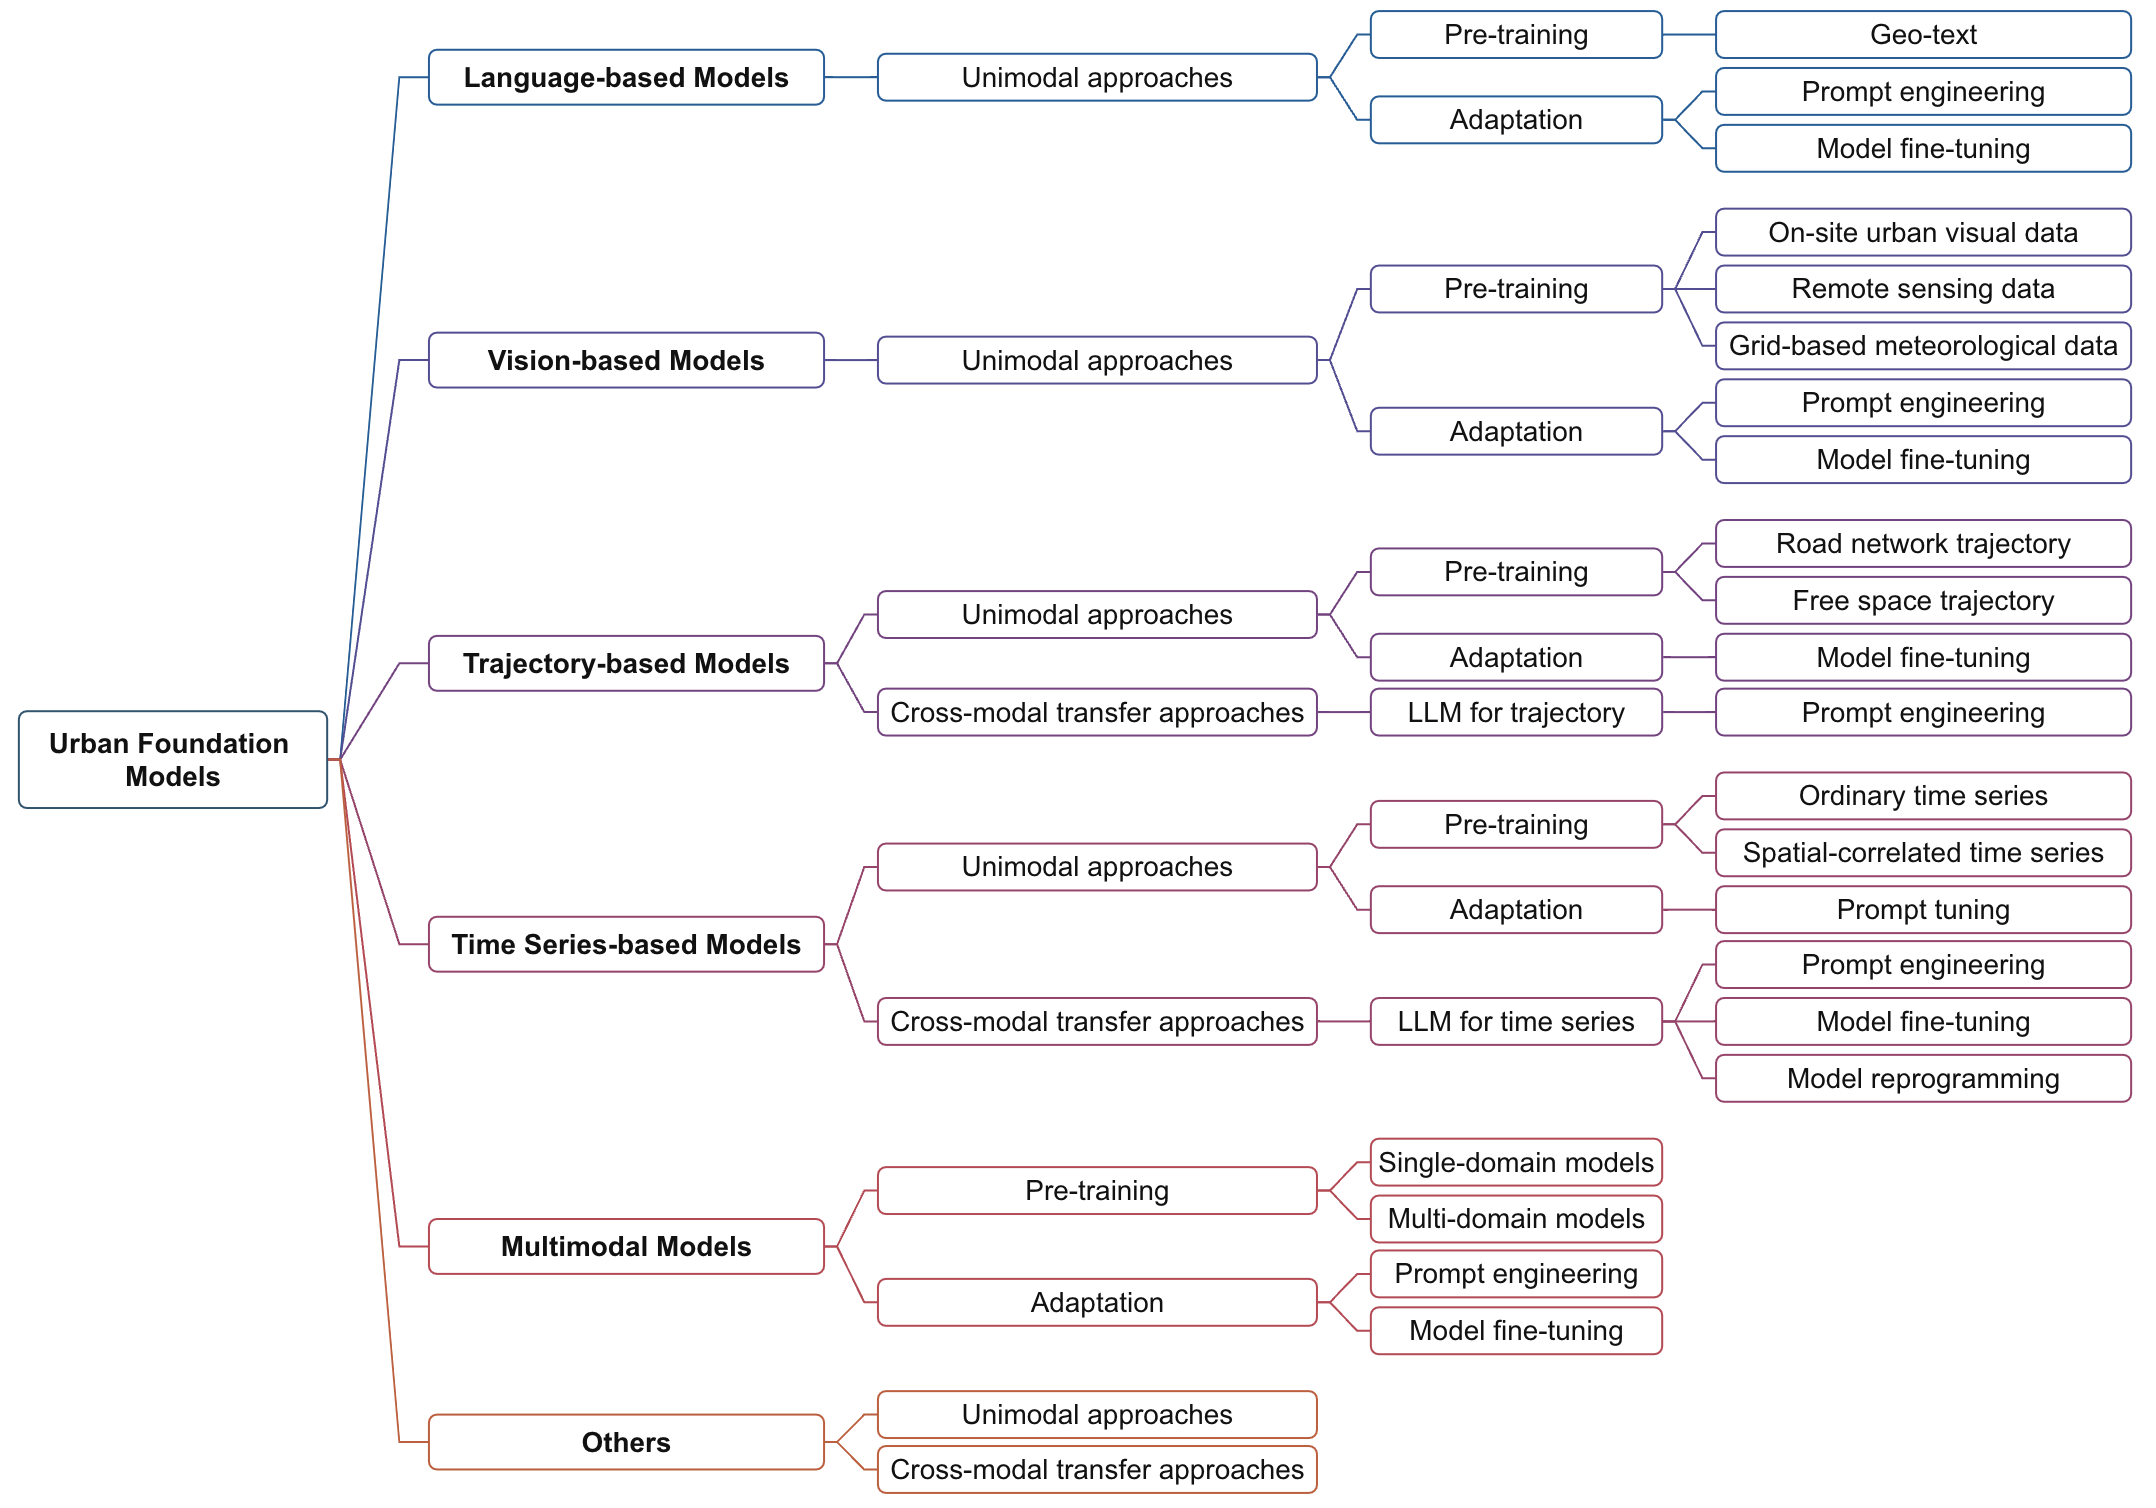 Urban Foundation
Models
Language-based Models
Unimodal approaches
Pre-training
Geo-text
Adaptation
Prompt engineering
Model fine-tuning
Vision-based Models
Unimodal approaches
Pre-training
On-site urban visual data
Remote sensing data
Grid-based meteorological data
Adaptation
Prompt engineering
Model fine-tuning
Trajectory-based Models
Unimodal approaches
Pre-training
Road network trajectory
Free space trajectory
Adaptation
Model fine-tuning
Cross-modal transfer approaches
LLM for trajectory
Prompt engineering
Time Series-based Models
Unimodal approaches
Pre-training
Ordinary time series
Spatial-correlated time series
Adaptation
Prompt tuning
Cross-modal transfer approaches
LLM for time series
Prompt engineering
Model fine-tuning
Model reprogramming
Multimodal Models
Pre-training
Single-domain models
Multi-domain models
Adaptation
Prompt engineering
Model fine-tuning
Others
Unimodal approaches
Cross-modal transfer approaches